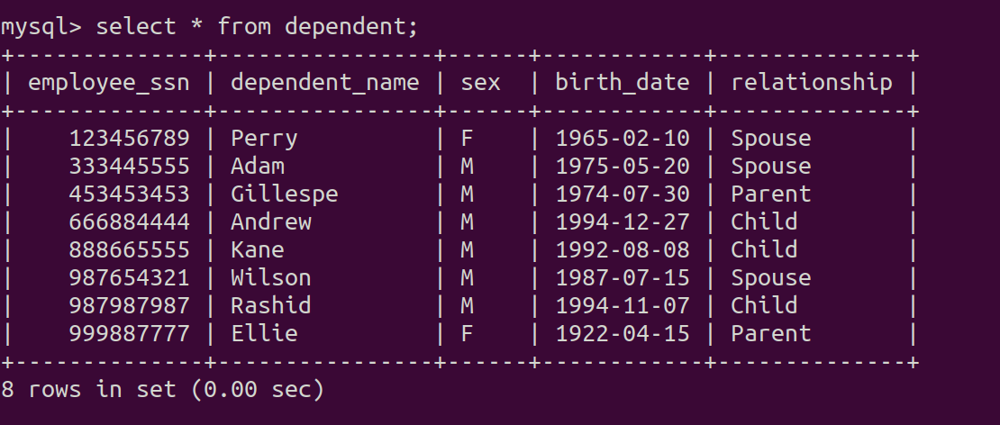 mysql> select * from dependent;
+--------------+----------------+------+------------+--------------+
| employee_ssn | dependent_name | sex  | birth_date | relationship |
+--------------+----------------+------+------------+--------------+
|    123456789 | Perry          | F    | 1965-02-10 | Spouse       |
|    333445555 | Adam           | M    | 1975-05-20 | Spouse       |
|    453453453 | Gillespe       | M    | 1974-07-30 | Parent       |
|    666884444 | Andrew         | M    | 1994-12-27 | Child        |
|    888665555 | Kane           | M    | 1992-08-08 | Child        |
|    987654321 | Wilson         | M    | 1987-07-15 | Spouse       |
|    987987987 | Rashid         | M    | 1994-11-07 | Child        |
|    999887777 | Ellie          | F    | 1922-04-15 | Parent       |
+--------------+----------------+------+------------+--------------+
8 rows in set (0.00 sec)